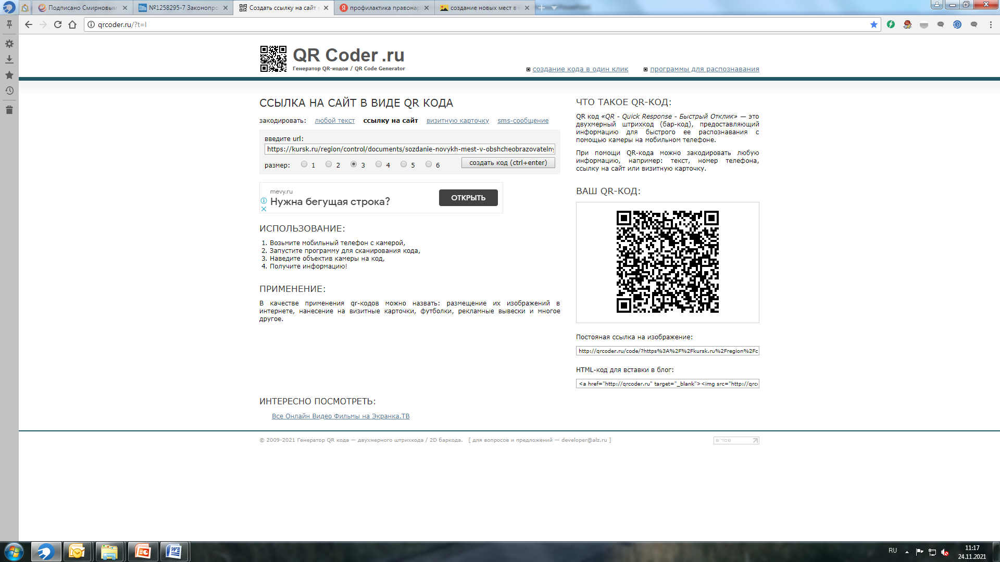 Подписано Смирновым
№1258295-7 Законопро
Создать ссылку на сайт
профилактика правонар
создание новых мест в
qrcoder.ru/?t=l
QR Coder.ru
Генератор QR-кодов / QR Code Generator
создание кода в один клик
программы для распознавания
ССЫЛКА НА САЙТ В ВИДЕ QR КОДА
закодировать: любой текст ссылку на сайт визитную карточку sms-сообщение
введите url:
https://kursk.ru/region/control/documents/sozdanie-novykh-mest-v-obshcheobrazovatelny
размер: 1 2 3 4 5 6
создать код (ctrl+enter)
mevy.ru
Нужна бегущая строка?
ОТКРЫТЬ
ИСПОЛЬЗОВАНИЕ:
1. Возьмите мобильный телефон с камерой,
2. Запустите программу для сканирования кода,
3. Наведите объектив камеры на код,
4. Получите информацию!
ПРИМЕНЕНИЕ:
В качестве применения qr-кодов можно назвать: размещение их изображений в
интернете, нанесение на визитные карточки, футболки, рекламные вывески и многое
другое.
ЧТО ТАКОЕ QR-КОД:
QR код «QR - Quick Response - Быстрый Отклик» — это
двухмерный штрихкод (бар-код), предоставляющий
информацию для быстрого ее распознавания с
помощью камеры на мобильном телефоне.
При помощи QR-кода можно закодировать любую
информацию, например: текст, номер телефона,
ссылку на сайт или визитную карточку.
ВАШ QR-КОД:
Постояная ссылка на изображение:
http://qrcoder.ru/code/?https%3A%2F%2Fkursk.ru%2Fregion%2Fc
HTML-код для вставки в блог:
<a href="http://qrcoder.ru" target="_blank"><img src="http://qrc
ИНТЕРЕСНО ПОСМОТРЕТЬ:
Все Онлайн Видео Фильмы на Экранка.ТВ
© 2009-2021 Генератор QR кода — двухмерного штрихкода / 2D баркода. [ для вопросов и предложений — developer@alz.ru ]
RU
11:17
24.11.2021